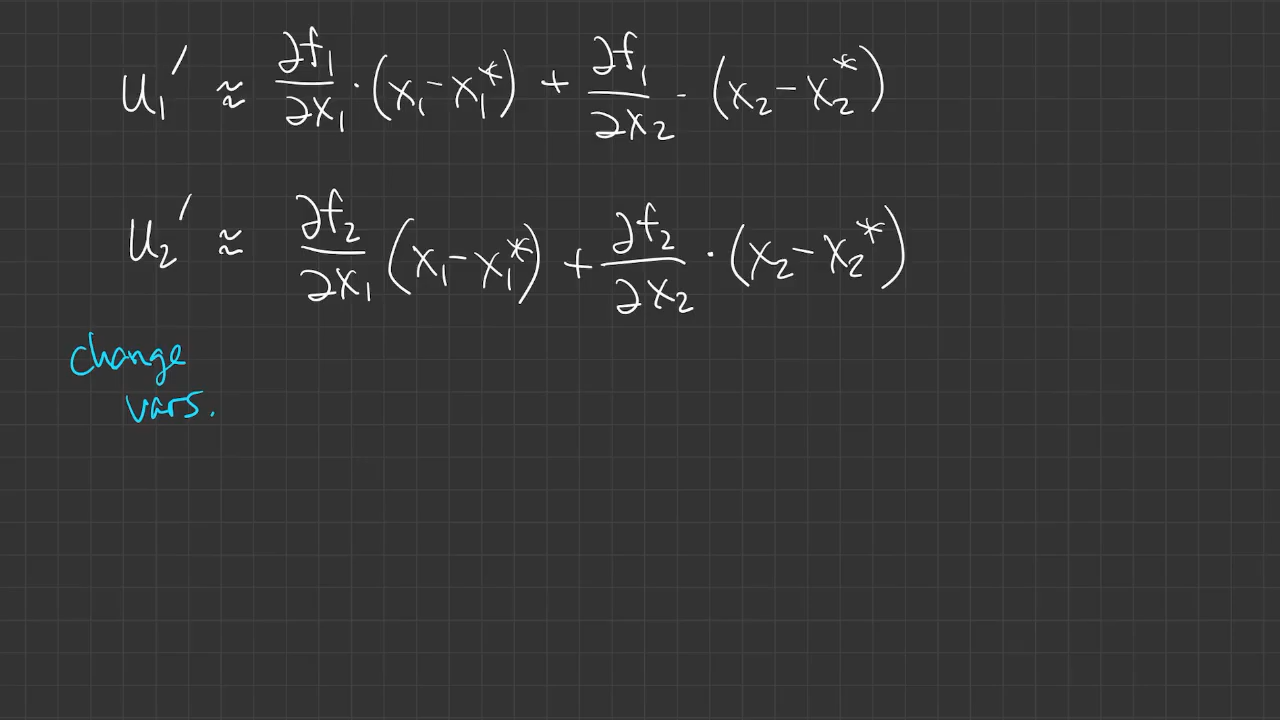 u₁′ ≈ ∂f₁/∂x₁ · (x₁ − x₁*) + ∂f₁/∂x₂ · (x₂ − x₂*)
u₂′ ≈ ∂f₂/∂x₁ (x₁ − x₁*) + ∂f₂/∂x₂ · (x₂ − x₂*)
change
vars.